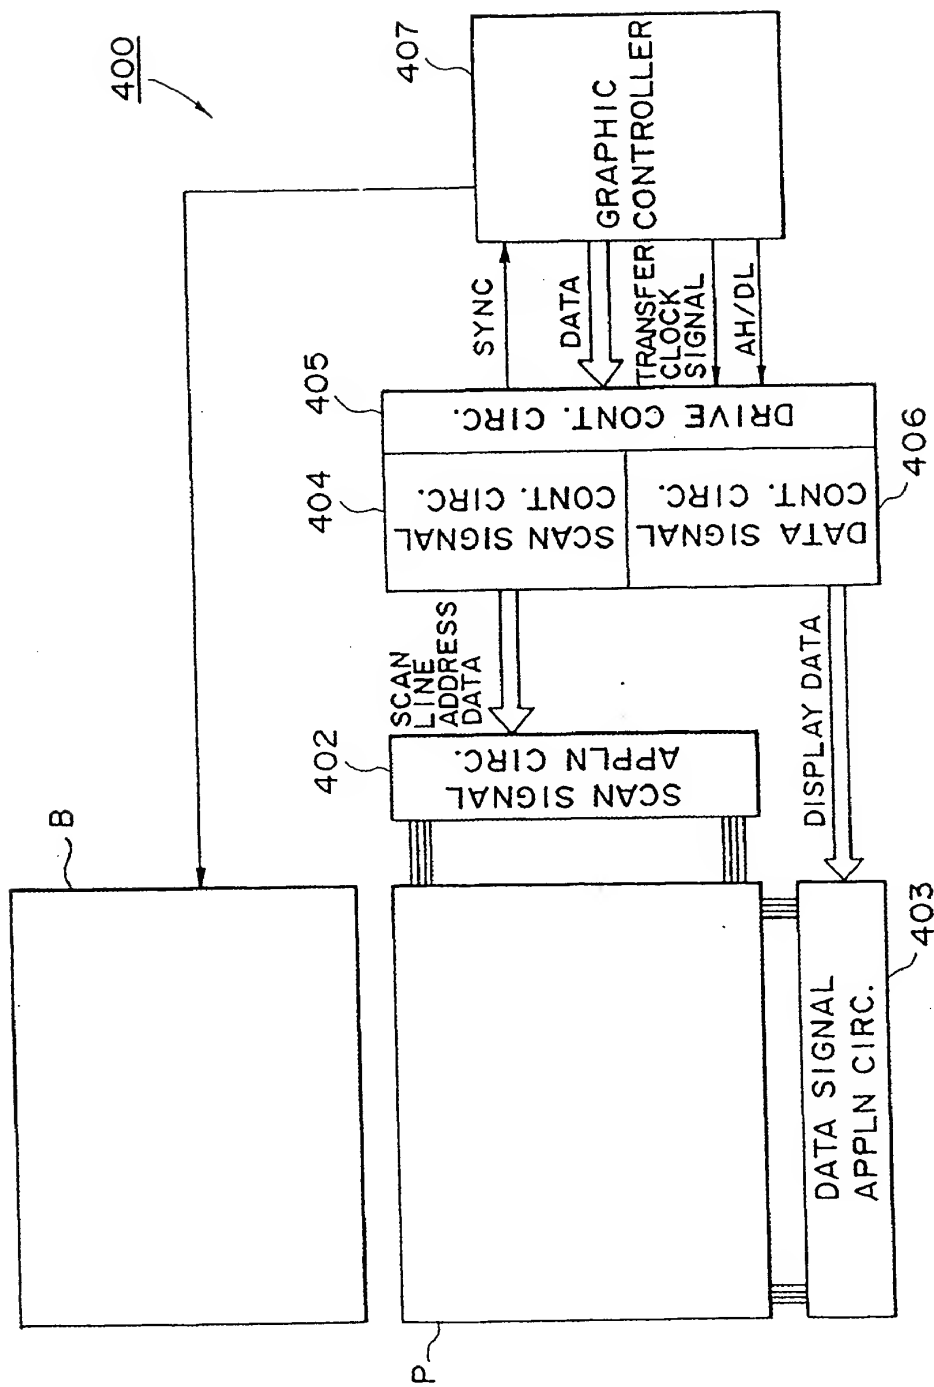 400
407
GRAPHIC
CONTROLLER
SYNC
DATA
TRANSFER
CLOCK
SIGNAL
AH/DL
405
DRIVE CONT. CIRC.
404
SCAN SIGNAL
CONT. CIRC.
DATA SIGNAL
CONT. CIRC.
406
SCAN
LINE
ADDRESS
DATA
DISPLAY DATA
402
SCAN SIGNAL
APPLN CIRC.
B
P
DATA SIGNAL
APPLN CIRC.
403